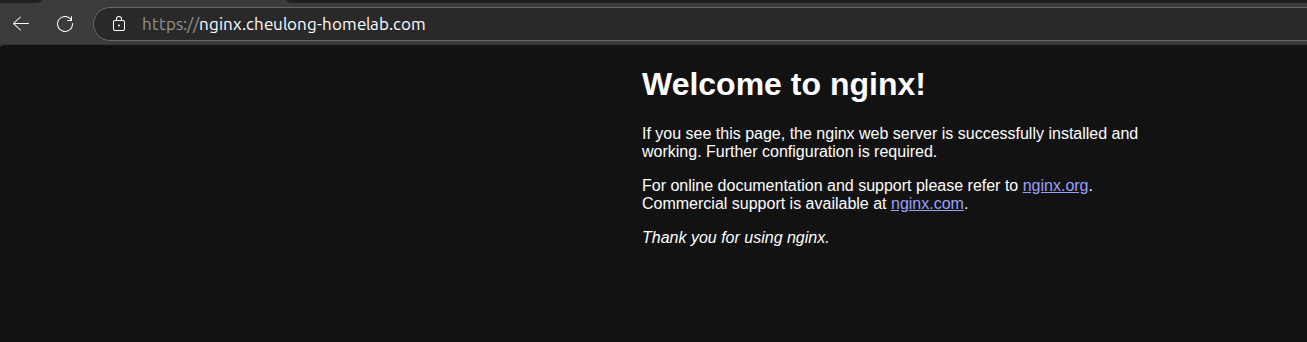 https://nginx.cheulong-homelab.com
Welcome to nginx!
If you see this page, the nginx web server is successfully installed and
working. Further configuration is required.
For online documentation and support please refer to nginx.org.
Commercial support is available at nginx.com.
Thank you for using nginx.